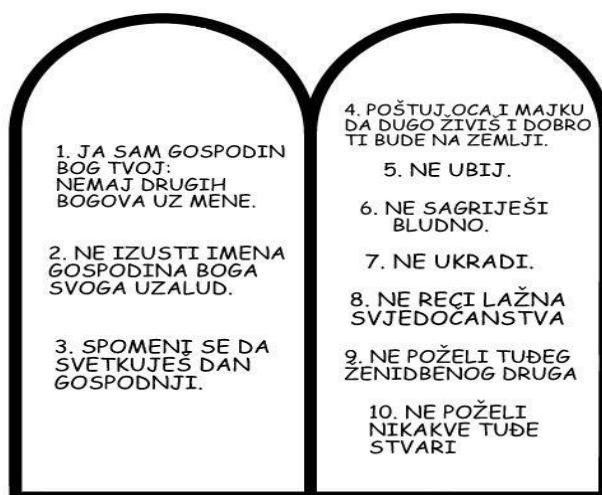 1. JA SAM GOSPODIN
BOG TVOJ:
NEMAJ DRUGIH
BOGOVA UZ MENE.
2. NE IZUSTI IMENA
GOSPODINA BOGA
SVOGA UZALUD.
3. SPOMENI SE DA
SVETKUJEŠ DAN
GOSPODNJI.
4. POŠTUJ OCA I MAJKU
DA DUGO ŽIVIŠ I DOBRO
TI BUDE NA ZEMLJI.
5. NE UBIJ.
6. NE SAGRIJEŠI
BLUDNO.
7. NE UKRADI.
8. NE RECI LAŽNA
SVJEDOČANSTVA
9. NE POŽELI TUĐEG
ŽENIDBENOG DRUGA
10. NE POŽELI
NIKAKVE TUĐE
STVARI